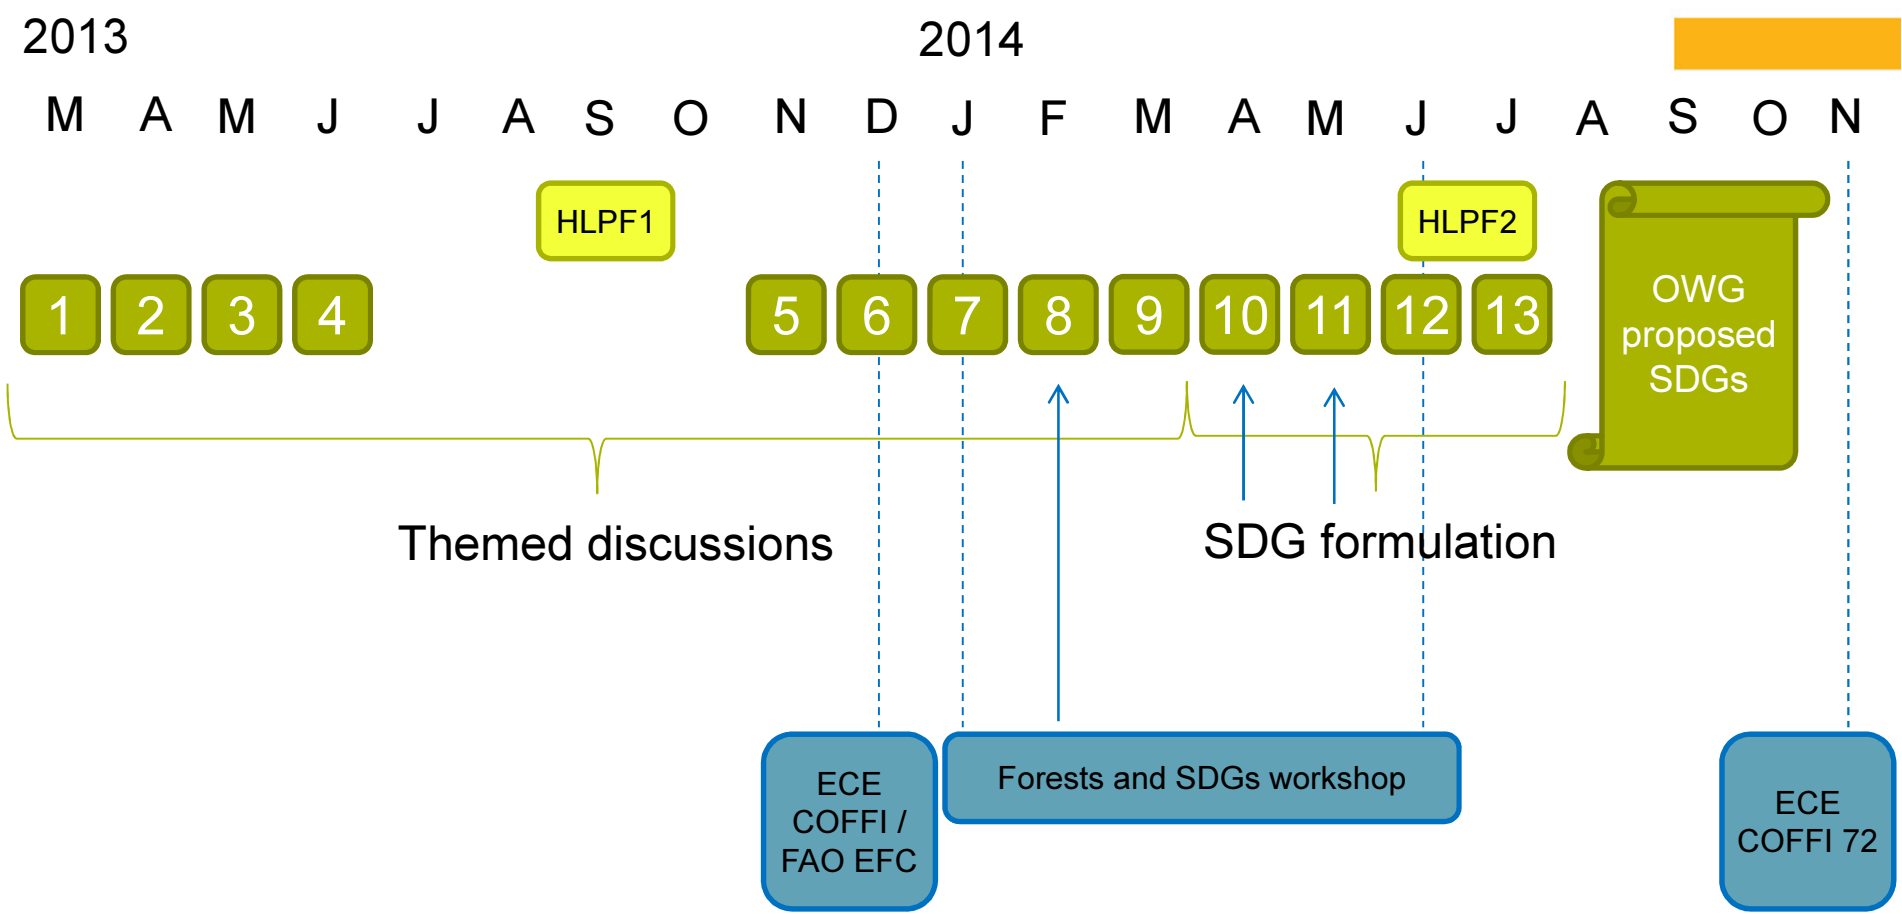 2013 2014
M A M J J A S O N D J F M A M J J A S O N
HLPF1 HLPF2
1 2 3 4 5 6 7 8 9 10 11 12 13
OWG
proposed
SDGs
Themed discussions SDG formulation
ECE
COFFI /
FAO EFC
Forests and SDGs workshop
ECE
COFFI 72